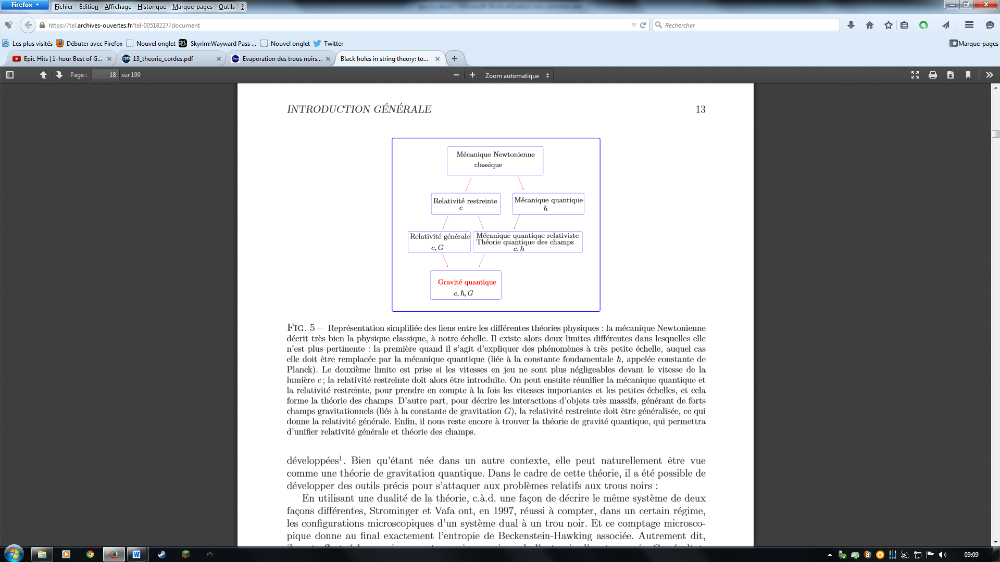 Firefox
Fichier Édition Affichage Historique Marque-pages Outils ?
https://tel.archives-ouvertes.fr/tel-00518227/document
Rechercher
Les plus visités Débuter avec Firefox Nouvel onglet Skyrim:Wayward Pass ... Nouvel onglet Twitter
Marque-pages
Epic Hits | 1-hour Best of G... 13_theorie_cordes.pdf Evaporation des trous noirs... Black holes in string theory: to...
Page : 18 sur 199
Zoom automatique
INTRODUCTION GÉNÉRALE 13
Mécanique Newtonienne
classique
Relativité restreinte
c
Mécanique quantique
ħ
Relativité générale
c, G
Mécanique quantique relativiste
Théorie quantique des champs
c, ħ
Gravité quantique
c, ħ, G
FIG. 5 – Représentation simplifiée des liens entre les différentes théories physiques : la mécanique Newtonienne
décrit très bien la physique classique, à notre échelle. Il existe alors deux limites différentes dans lesquelles elle
n'est plus pertinente : la première quand il s'agit d'expliquer des phénomènes à très petite échelle, auquel cas
elle doit être remplacée par la mécanique quantique (liée à la constante fondamentale ħ, appelée constante de
Planck). Le deuxième limite est prise si les vitesses en jeu ne sont plus négligeables devant le vitesse de la
lumière c ; la relativité restreinte doit alors être introduite. On peut ensuite réunifier la mécanique quantique et
la relativité restreinte, pour prendre en compte à la fois les vitesses importantes et les petites échelles, et cela
forme la théorie des champs. D'autre part, pour décrire les interactions d'objets très massifs, générant de forts
champs gravitationnels (liés à la constante de gravitation G), la relativité restreinte doit être généralisée, ce qui
donne la relativité générale. Enfin, il nous reste encore à trouver la théorie de gravité quantique, qui permettra
d'unifier relativité générale et théorie des champs.
développées¹. Bien qu'étant née dans un autre contexte, elle peut naturellement être vue
comme une théorie de gravitation quantique. Dans le cadre de cette théorie, il a été possible de
développer des outils précis pour s'attaquer aux problèmes relatifs aux trous noirs :
En utilisant une dualité de la théorie, c.à.d. une façon de décrire le même système de deux
façons différentes, Strominger et Vafa ont, en 1997, réussi à compter, dans un certain régime,
les configurations microscopiques d'un système dual à un trou noir. Et ce comptage microsco-
pique donne au final exactement l'entropie de Beckenstein-Hawking associée. Autrement dit,
09:09